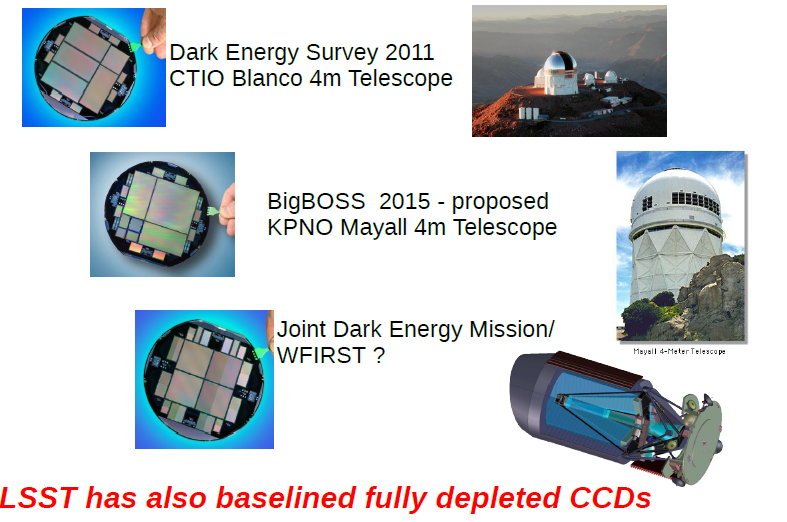 Dark Energy Survey 2011
CTIO Blanco 4m Telescope
BigBOSS  2015 - proposed
KPNO Mayall 4m Telescope
Mayall 4-Meter Telescope
Joint Dark Energy Mission/
WFIRST ?
LSST has also baselined fully depleted CCDs